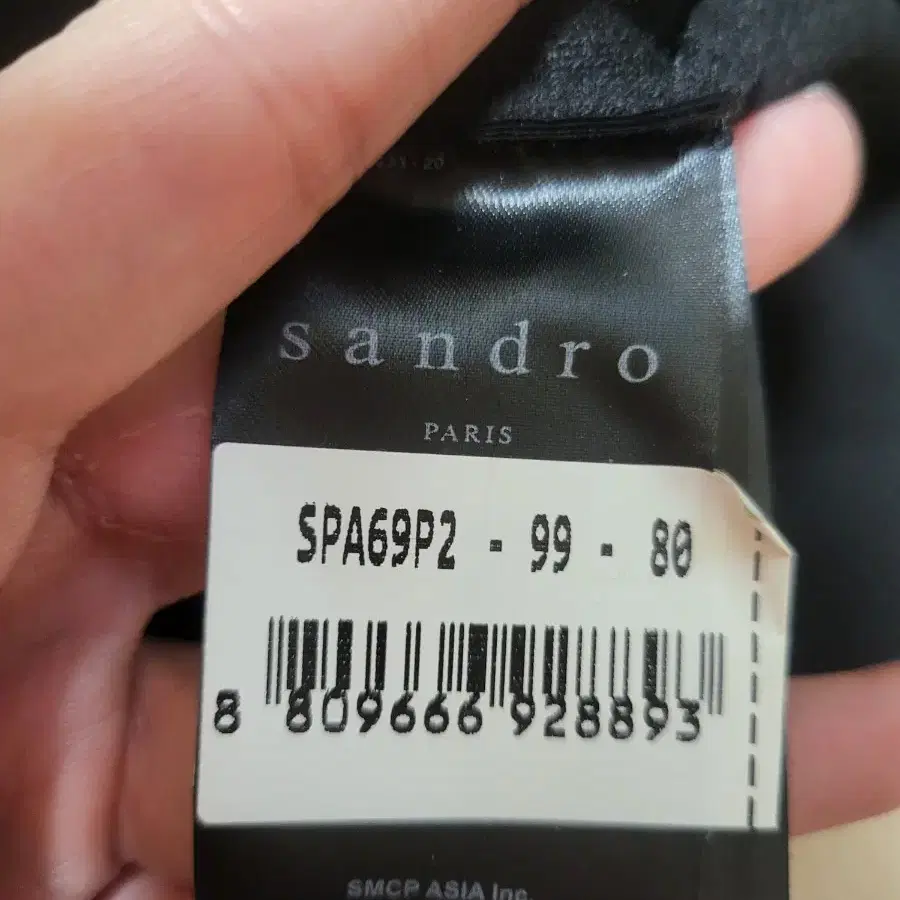 sandro
PARIS
SPA69P2 - 99 - 80
8 809666 928893
SMCP ASIA Inc.